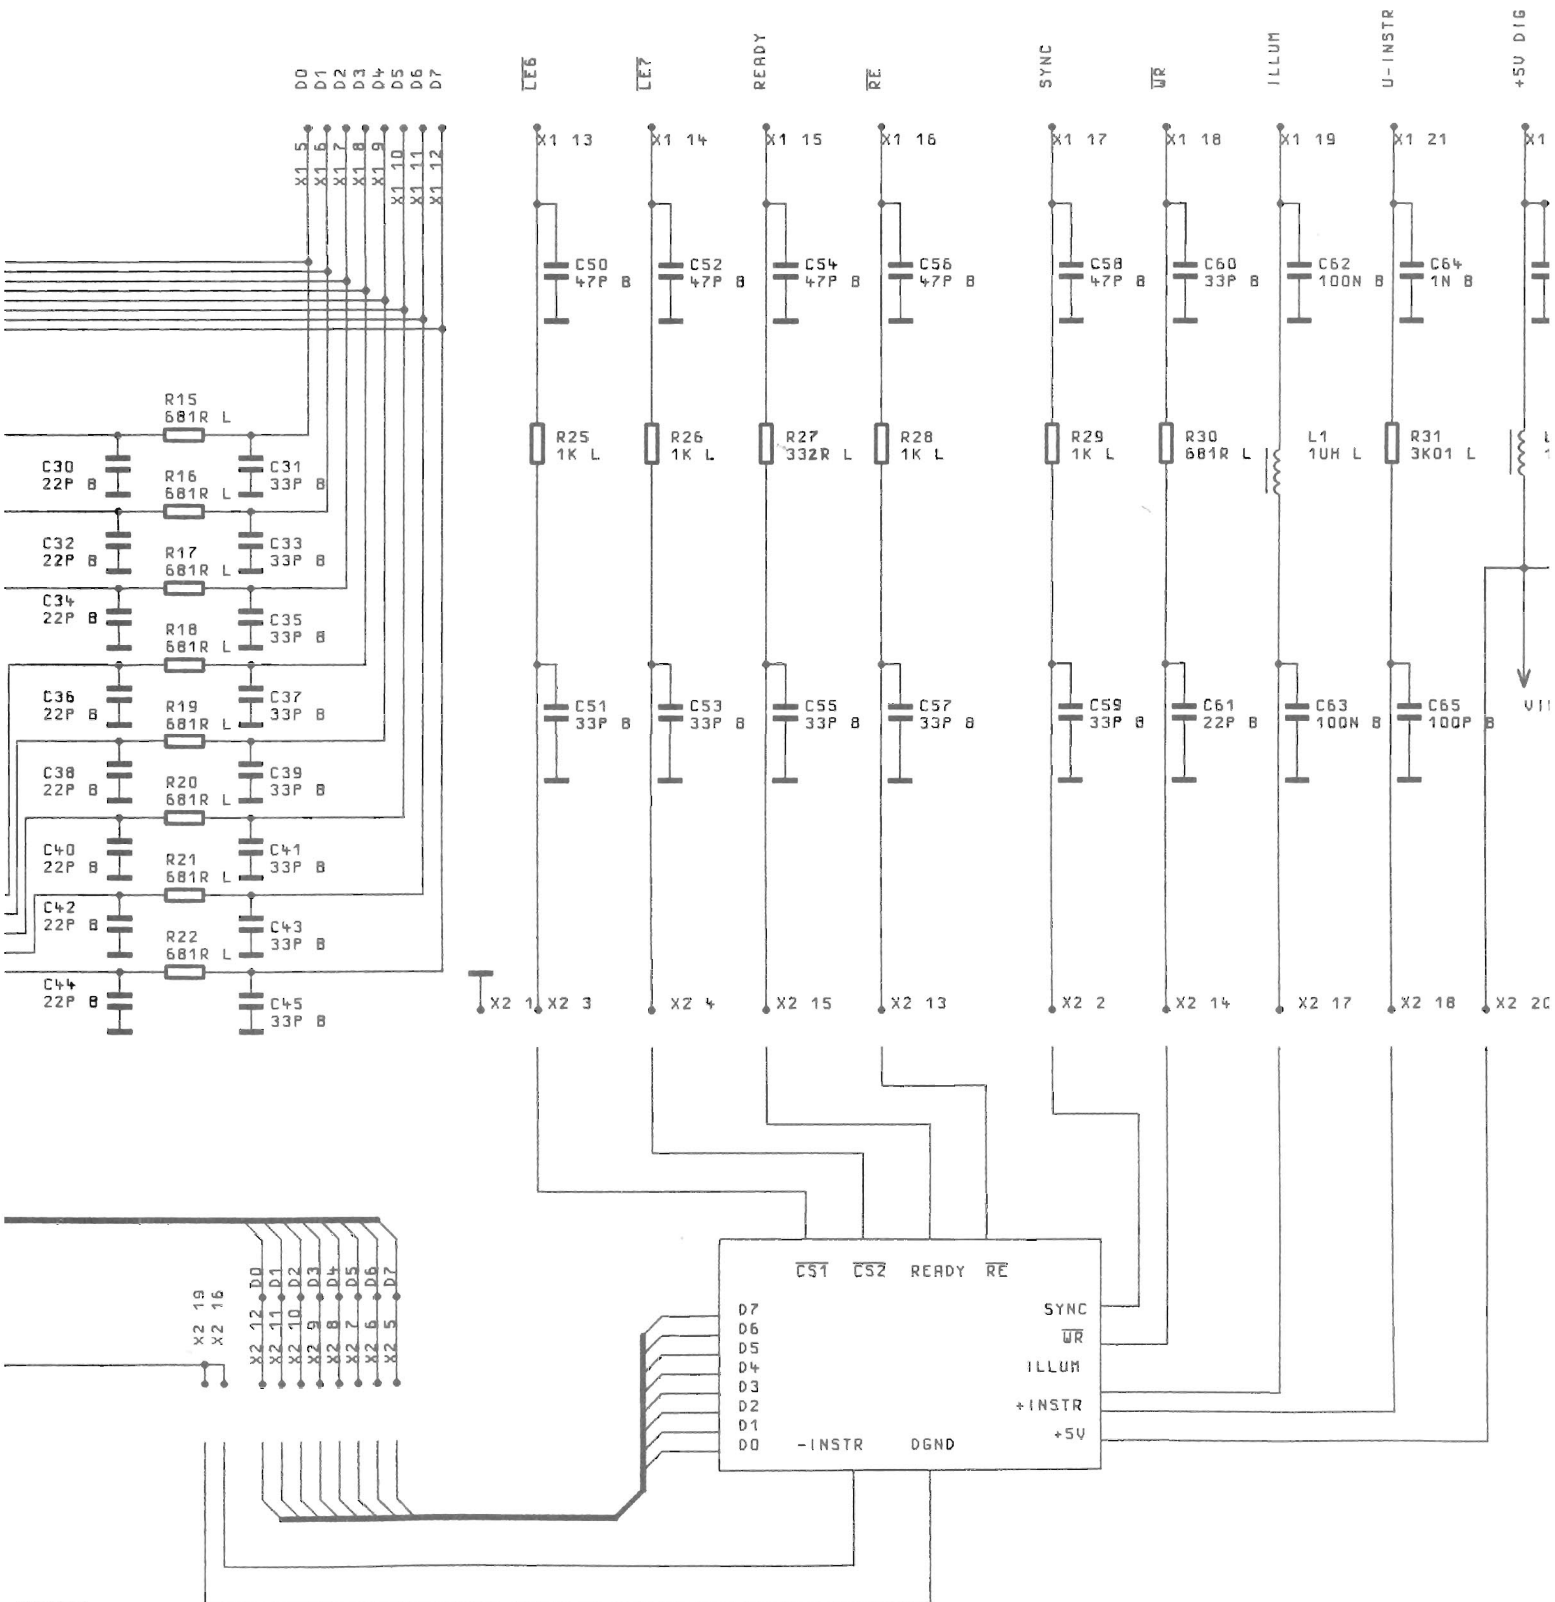 D0
D1
D2
D3
D4
D5
D6
D7
LE6
LE7
READY
RE
SYNC
WR
ILLUM
U-INSTR
+5V DIG
X1 5
X1 6
X1 7
X1 8
X1 9
X1 10
X1 11
X1 12
X1 13
X1 14
X1 15
X1 16
X1 17
X1 18
X1 19
X1 21
X1
C50
47P B
C52
47P B
C54
47P B
C56
47P B
C58
47P B
C60
33P B
C62
100N B
C64
1N B
R15
681R L
C30
22P B
C31
33P B
R16
681R L
C32
22P B
C33
33P B
R17
681R L
C34
22P B
C35
33P B
R18
681R L
C36
22P B
C37
33P B
R19
681R L
C38
22P B
C39
33P B
R20
681R L
C40
22P B
C41
33P B
R21
681R L
C42
22P B
C43
33P B
R22
681R L
C44
22P B
C45
33P B
R25
1K L
R26
1K L
R27
332R L
R28
1K L
R29
1K L
R30
681R L
L1
1UH L
R31
3K01 L
C51
33P B
C53
33P B
C55
33P B
C57
33P B
C59
33P B
C61
22P B
C63
100N B
C65
100P B
X2 1
X2 3
X2 4
X2 15
X2 13
X2 2
X2 14
X2 17
X2 18
X2 20
X2 19
X2 16
X2 12 D0
X2 11 D1
X2 10 D2
X2 9 D3
X2 8 D4
X2 7 D5
X2 6 D6
X2 5 D7
CS1 CS2 READY RE
D7
D6
D5
D4
D3
D2
D1
D0
SYNC
WR
ILLUM
+INSTR
+5V
-INSTR DGND